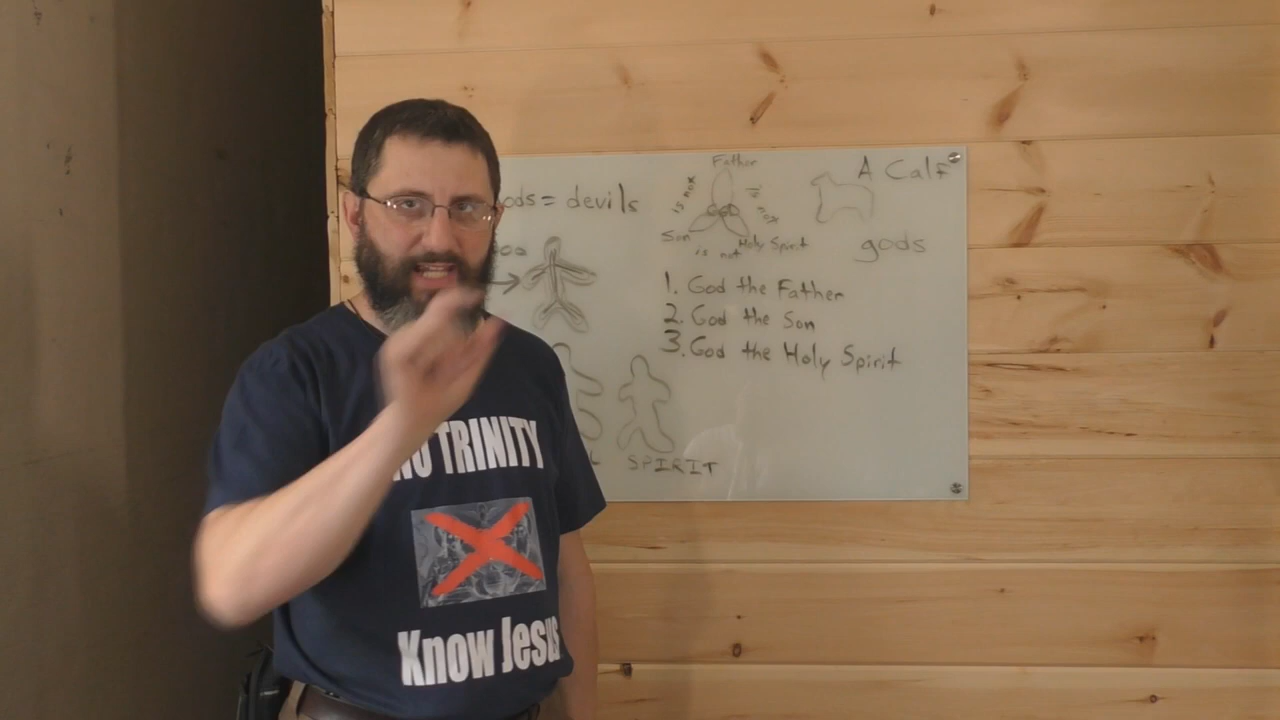 ods = devils
Father
is not
is not
Son
is not
Holy Spirit
A Calf
gods
1. God the Father
2. God the Son
3. God the Holy Spirit
L SPIRIT
NO TRINITY
Know Jesus